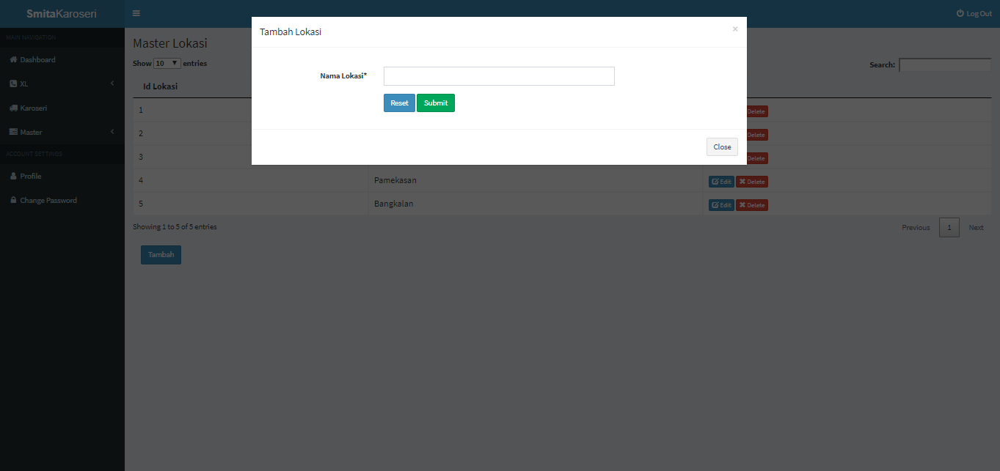 SmitaKaroseri
Log Out
MAIN NAVIGATION
Dashboard
XL
Karoseri
Master
ACCOUNT SETTINGS
Profile
Change Password
Tambah Lokasi ×
Nama Lokasi*
Reset Submit
Close
Master Lokasi
Show 10 entries
Search:
Id Lokasi
1 Delete
2 Delete
3 Delete
4 Pamekasan Edit Delete
5 Bangkalan Edit Delete
Showing 1 to 5 of 5 entries
Previous 1 Next
Tambah